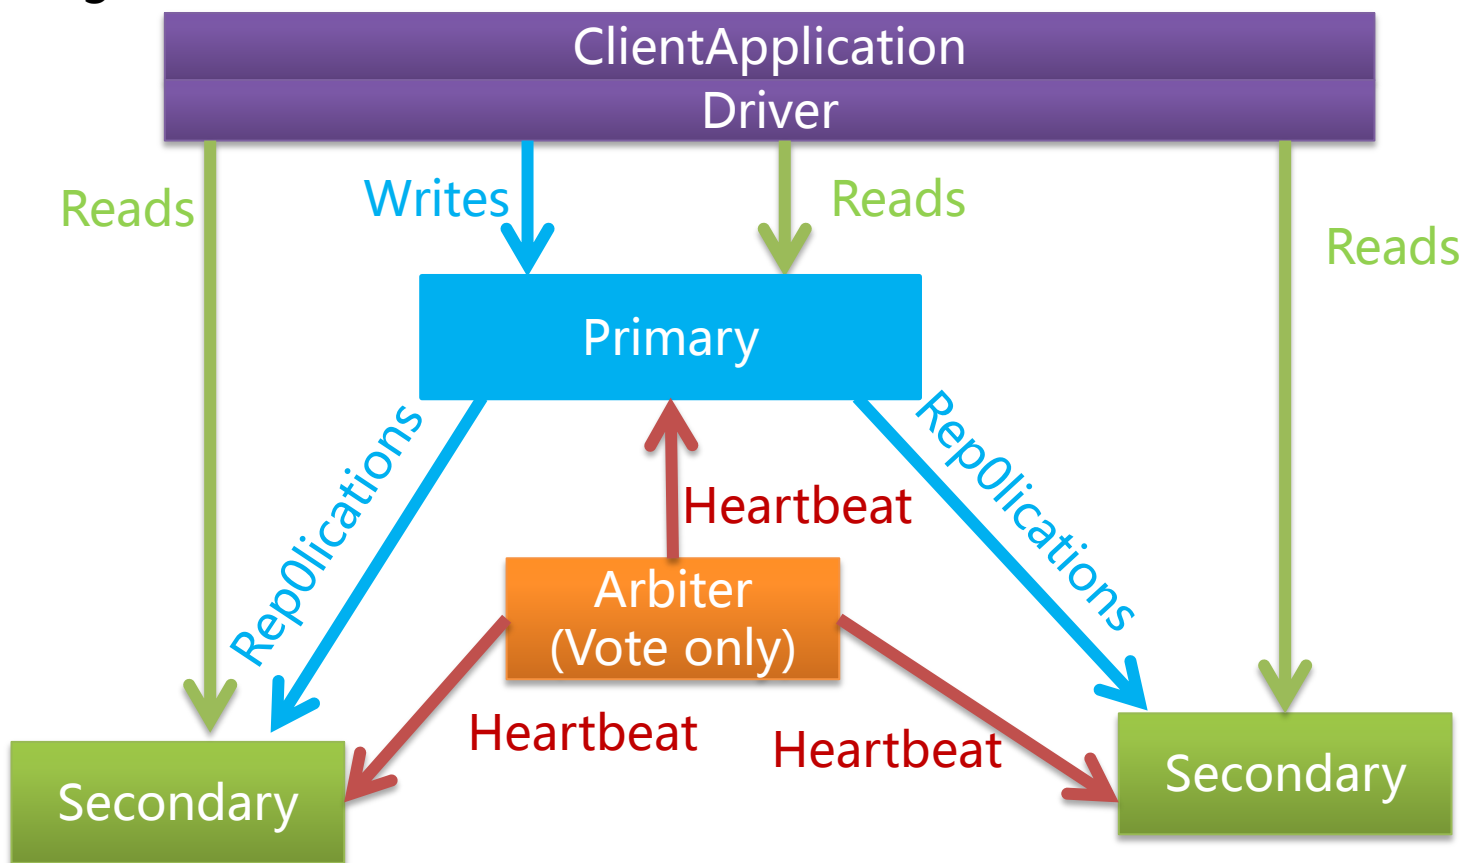 ClientApplication
Driver
Reads
Writes
Reads
Reads
Primary
Rep0lications
Rep0lications
Heartbeat
Arbiter
(Vote only)
Heartbeat
Heartbeat
Secondary
Secondary